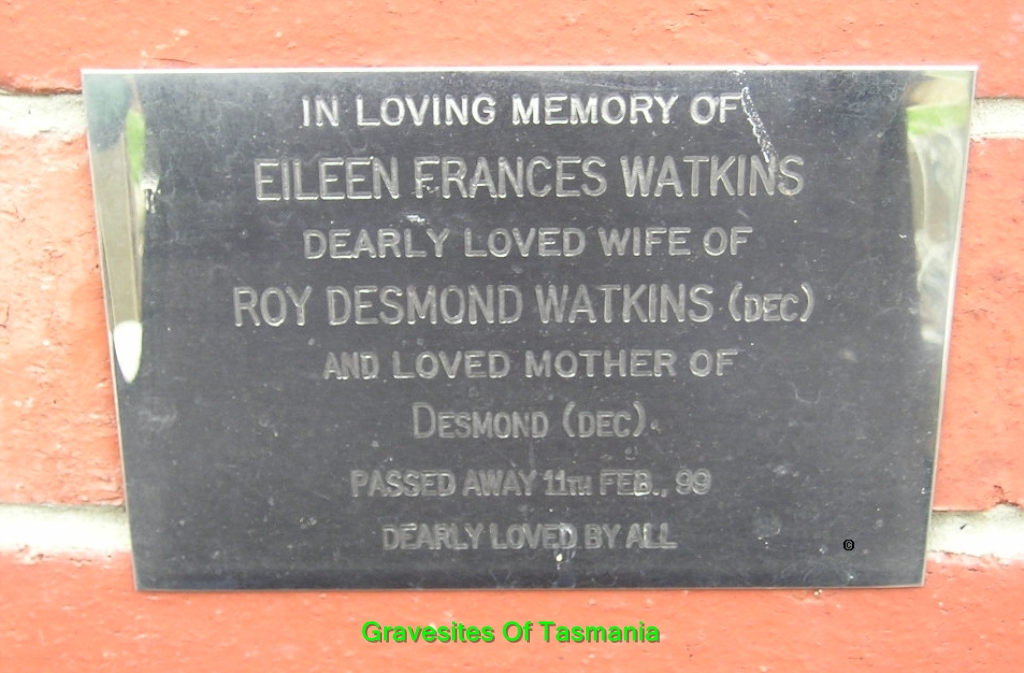 IN LOVING MEMORY OF
EILEEN FRANCES WATKINS
DEARLY LOVED WIFE OF
ROY DESMOND WATKINS (DEC)
AND LOVED MOTHER OF
DESMOND (DEC).
PASSED AWAY 11TH FEB., 99
DEARLY LOVED BY ALL
©
Gravesites Of Tasmania